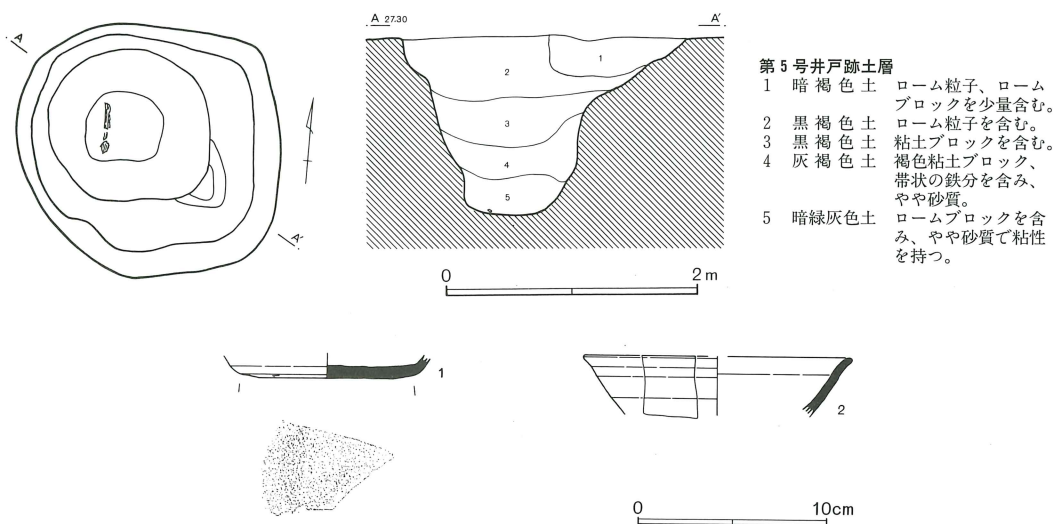 A
A'
A 27.30
A'
1
2
3
4
5
0
2m
第5号井戸跡土層
1 暗褐色土 ローム粒子、ローム
ブロックを少量含む。
2 黒褐色土 ローム粒子を含む。
3 黒褐色土 粘土ブロックを含む。
4 灰褐色土 褐色粘土ブロック、
帯状の鉄分を含み、
やや砂質。
5 暗緑灰色土 ロームブロックを含
み、やや砂質で粘性
を持つ。
1
2
0
10cm